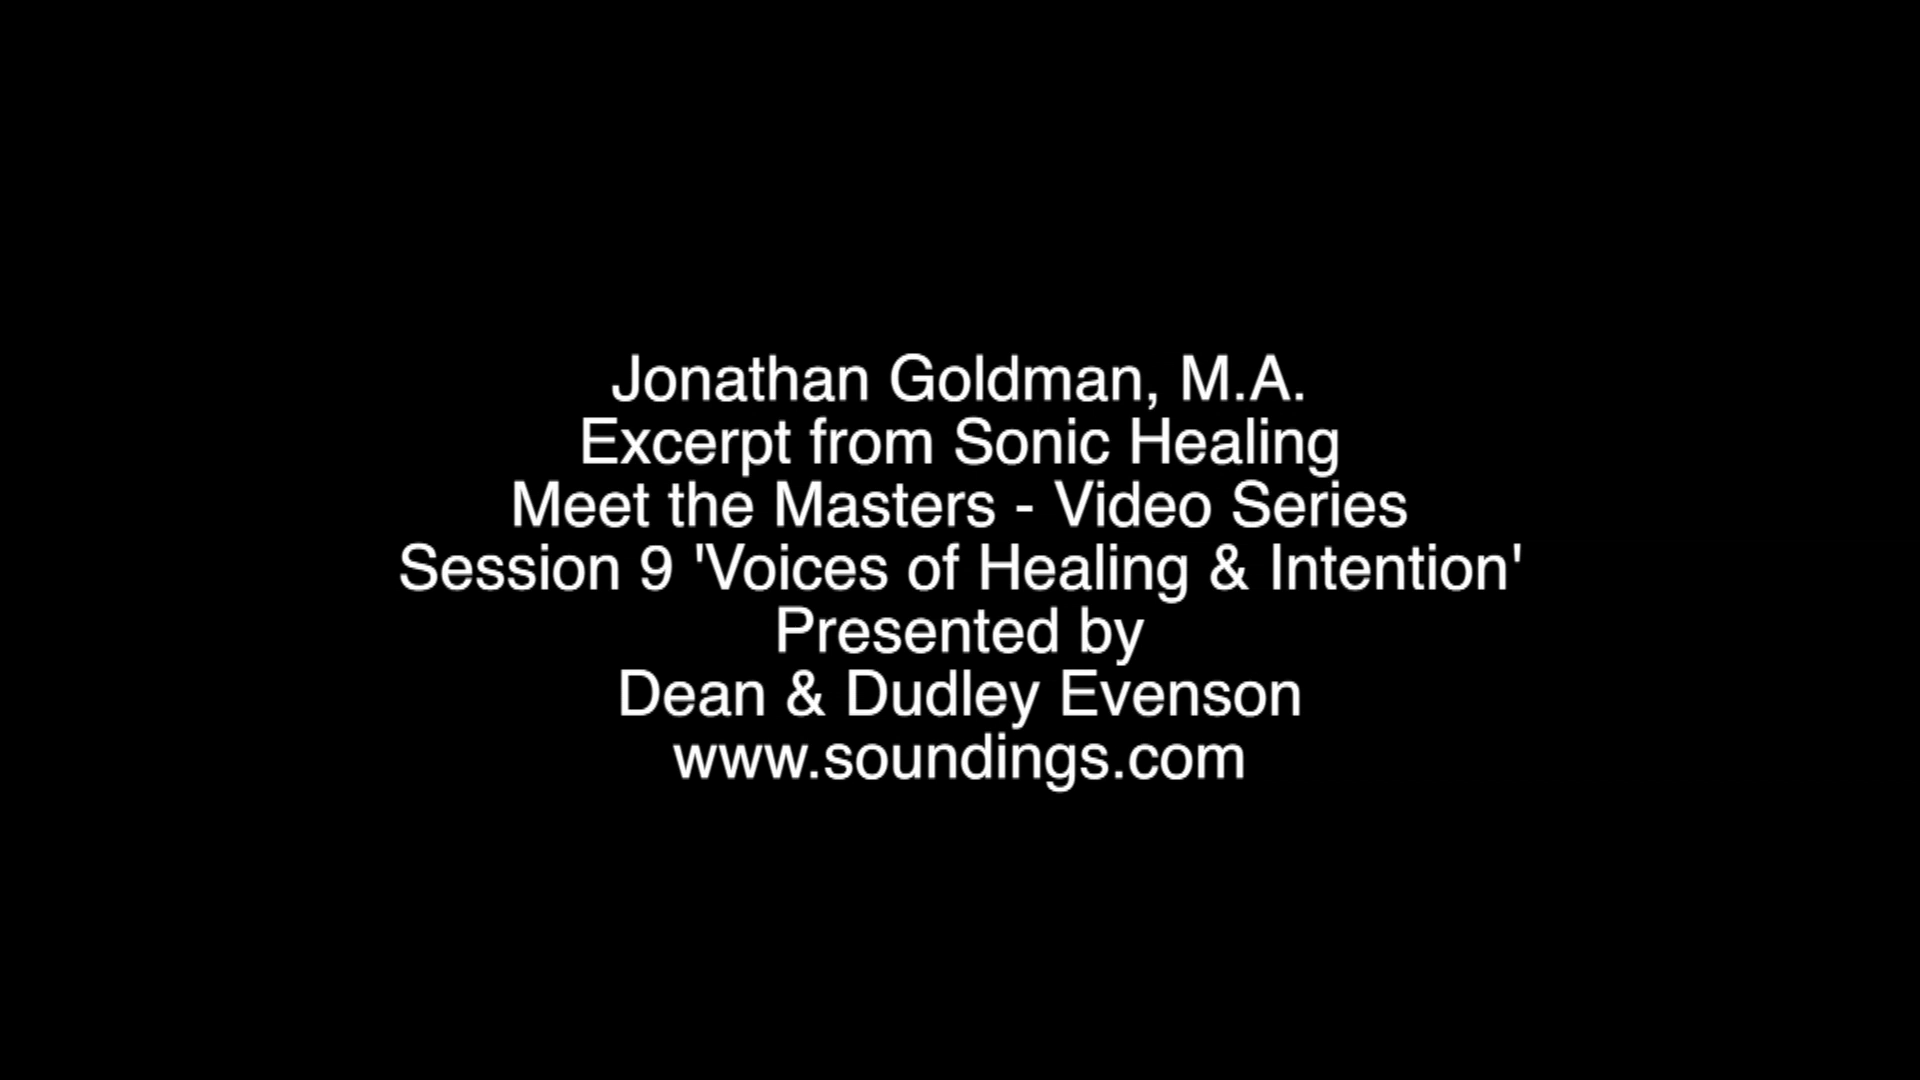 Jonathan Goldman, M.A.
Excerpt from Sonic Healing
Meet the Masters - Video Series
Session 9 'Voices of Healing & Intention'
Presented by
Dean & Dudley Evenson
www.soundings.com